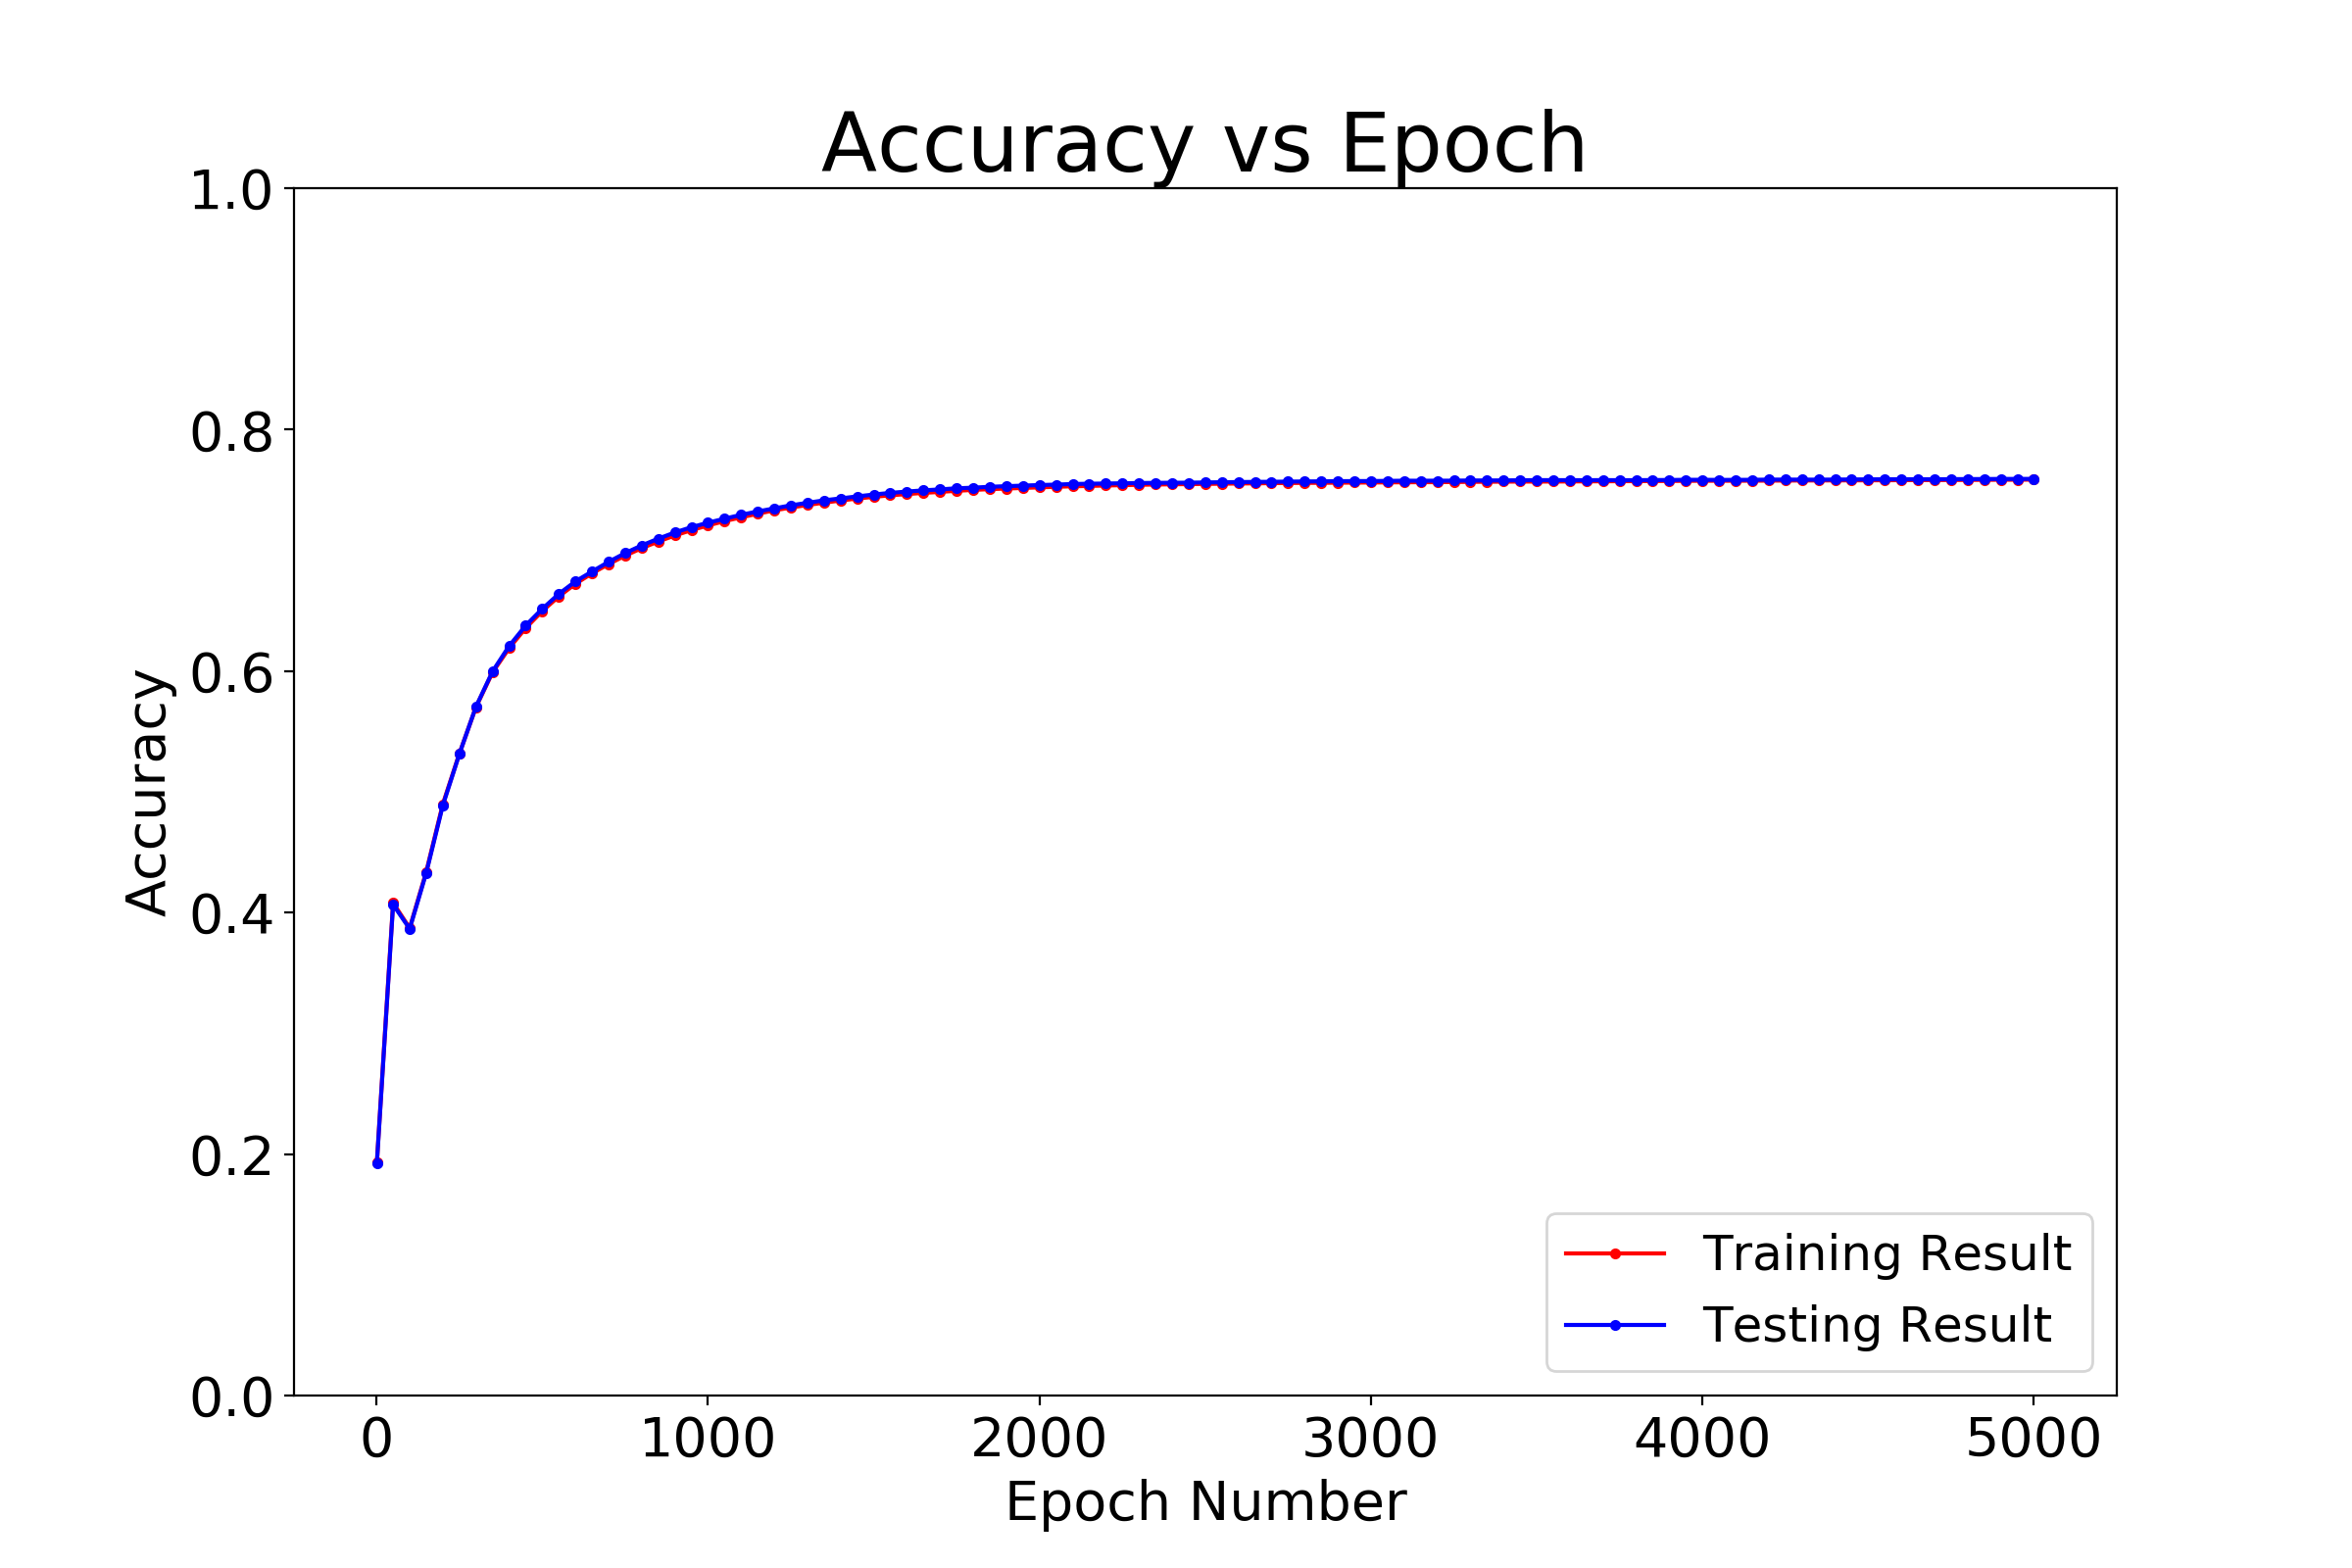 Accuracy vs Epoch
1.0
0.8
0.6
0.4
0.2
0.0
Accuracy
0 1000 2000 3000 4000 5000
Epoch Number
Training Result
Testing Result